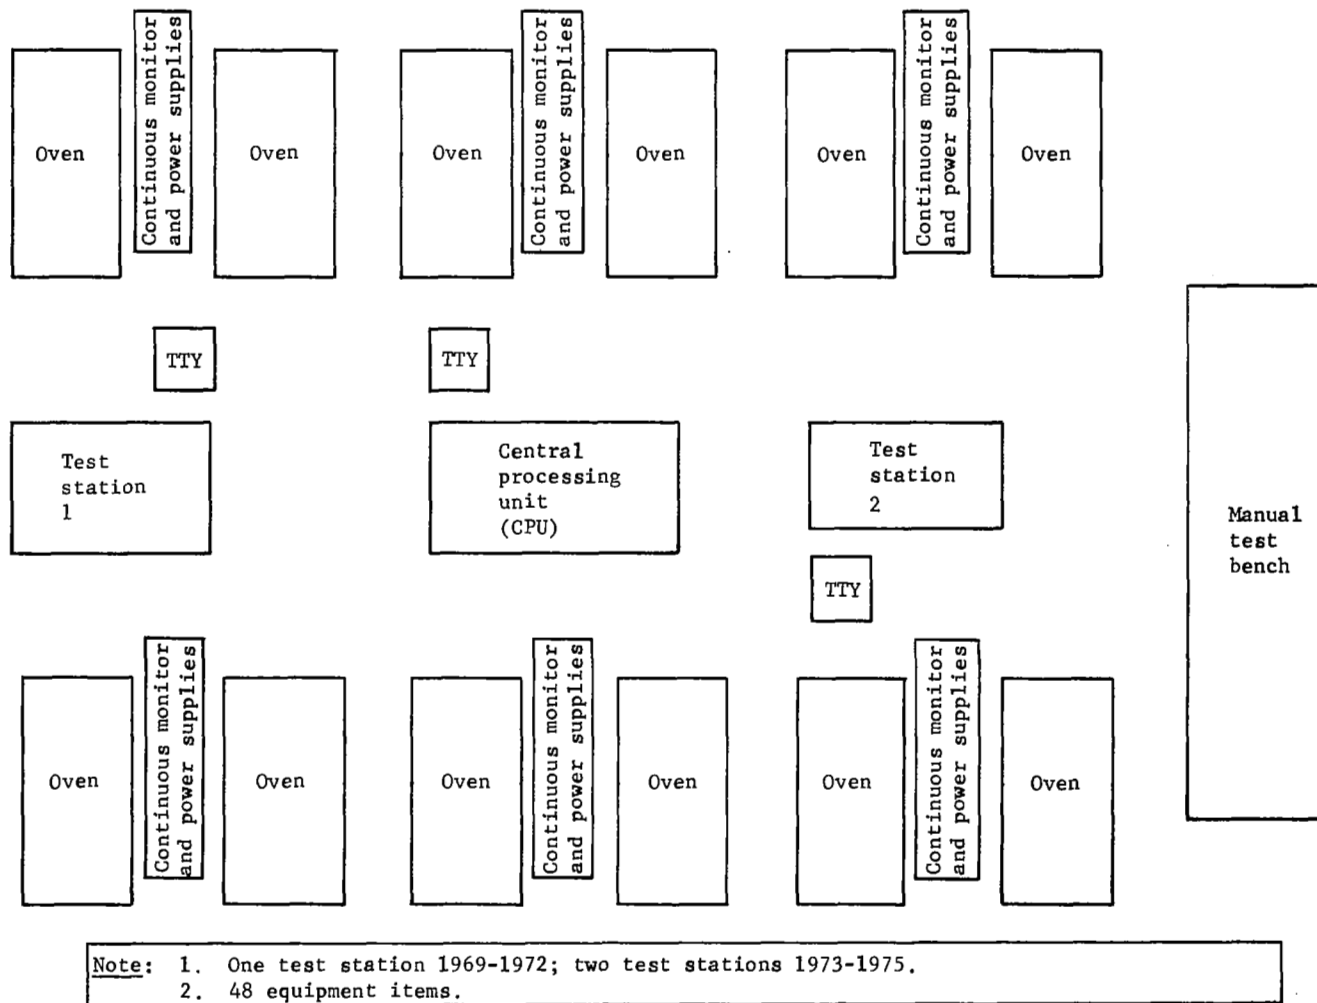 Continuous monitor
and power supplies
Continuous monitor
and power supplies
Continuous monitor
and power supplies
Oven
Oven
Oven
Oven
Oven
Oven
TTY
TTY
Test
station
1
Central
processing
unit
(CPU)
Test
station
2
Manual
test
bench
TTY
Continuous monitor
and power supplies
Continuous monitor
and power supplies
Continuous monitor
and power supplies
Oven
Oven
Oven
Oven
Oven
Oven
Note: 1. One test station 1969-1972; two test stations 1973-1975.
2. 48 equipment items.